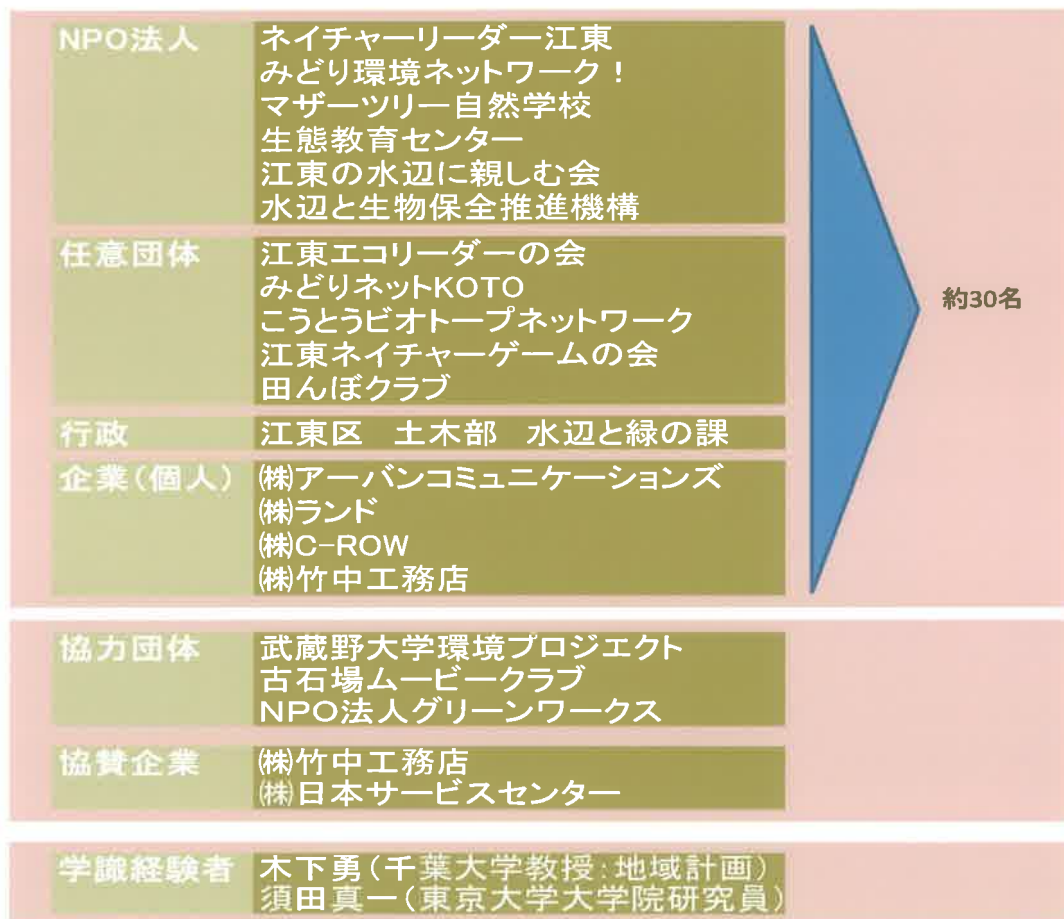 NPO法人 ネイチャーリーダー江東
みどり環境ネットワーク!
マザーツリー自然学校
生態教育センター
江東の水辺に親しむ会
水辺と生物保全推進機構
任意団体 江東エコリーダーの会
みどりネットKOTO
こうとうビオトープネットワーク
江東ネイチャーゲームの会
田んぼクラブ
行政 江東区 土木部 水辺と緑の課
企業(個人) ㈱アーバンコミュニケーションズ
㈱ランド
㈱C-ROW
㈱竹中工務店
約30名
協力団体 武蔵野大学環境プロジェクト
古石場ムービークラブ
NPO法人グリーンワークス
協賛企業 ㈱竹中工務店
㈱日本サービスセンター
学識経験者 木下勇(千葉大学教授:地域計画)
須田真一(東京大学大学院研究員)